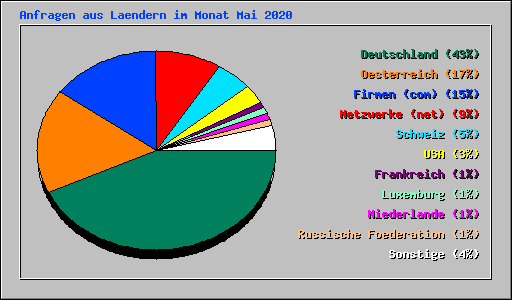 Anfragen aus Laendern im Monat Mai 2020
Deutschland (43%)
Oesterreich (17%)
Firmen (com) (15%)
Netzwerke (net) (9%)
Schweiz (5%)
USA (3%)
Frankreich (1%)
Luxemburg (1%)
Niederlande (1%)
Russische Foederation (1%)
Sonstige (4%)